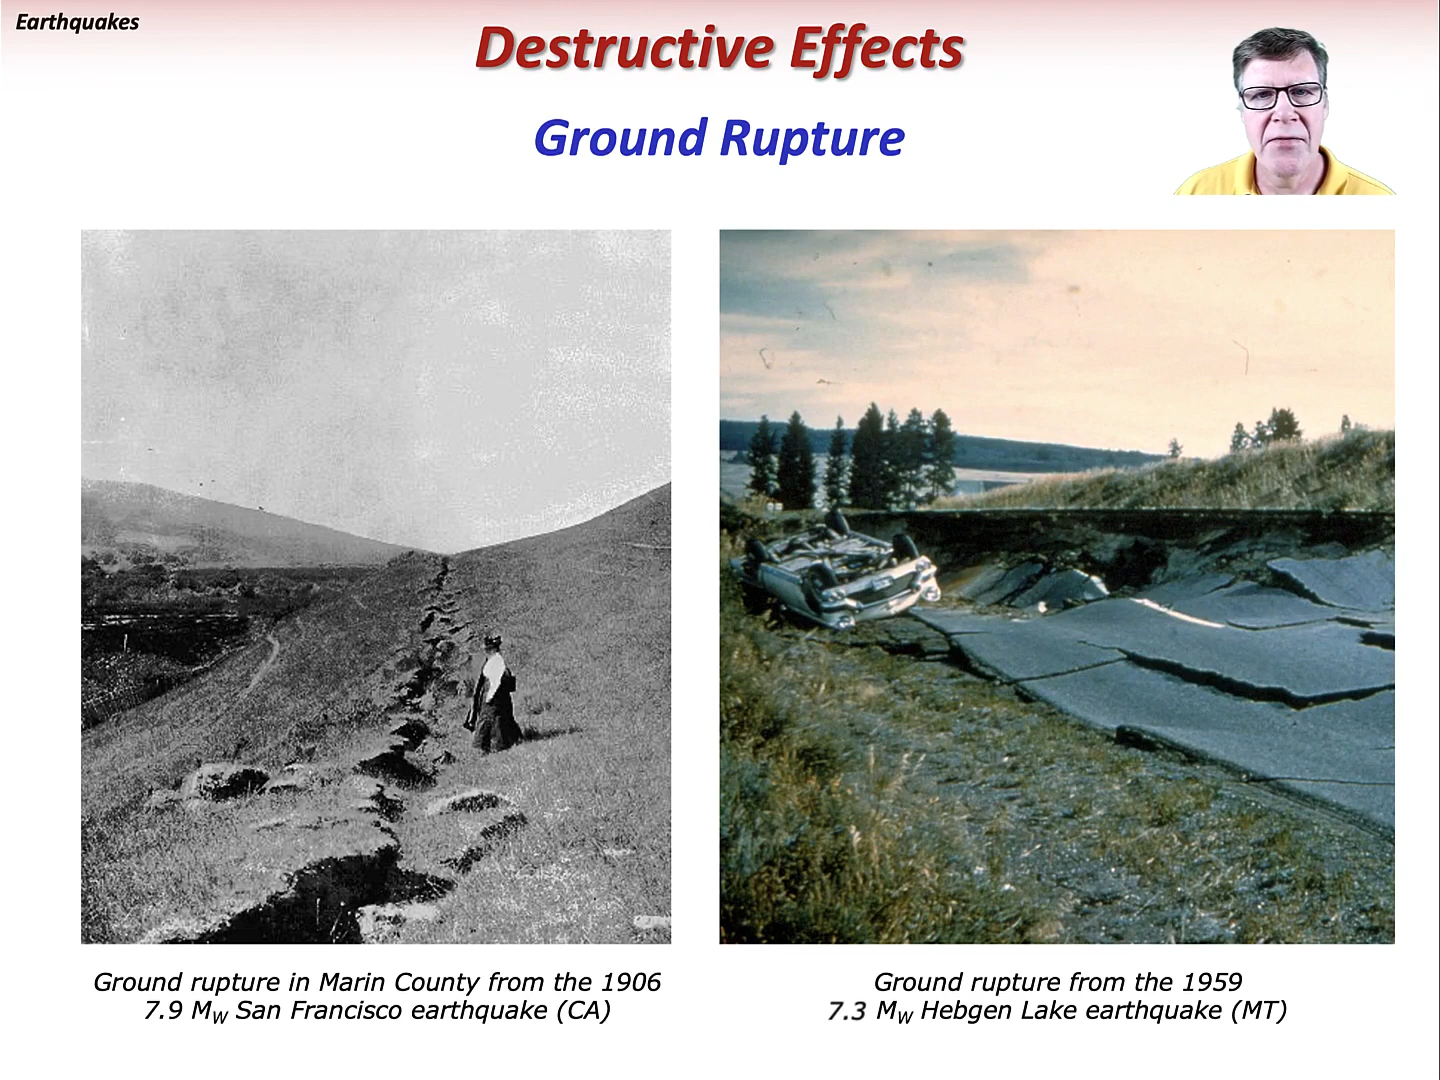 Earthquakes
Destructive Effects
Ground Rupture
Ground rupture in Marin County from the 1906
7.9 MW San Francisco earthquake (CA)
Ground rupture from the 1959
7.3 MW Hebgen Lake earthquake (MT)